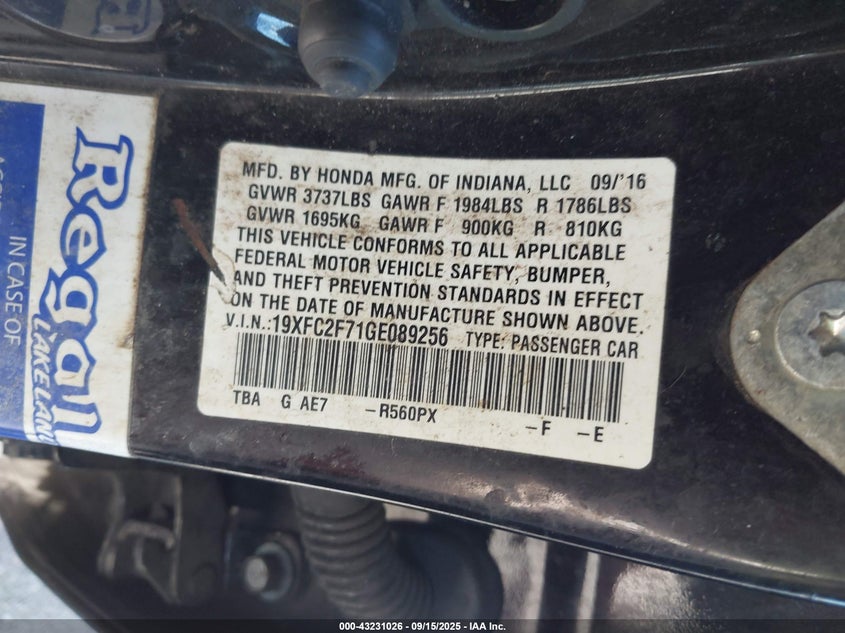 MFD. BY HONDA MFG. OF INDIANA, LLC 09/'16
GVWR 3737LBS GAWR F 1984LBS R 1786LBS
GVWR 1695KG GAWR F 900KG R 810KG
THIS VEHICLE CONFORMS TO ALL APPLICABLE
FEDERAL MOTOR VEHICLE SAFETY, BUMPER,
AND THEFT PREVENTION STANDARDS IN EFFECT
ON THE DATE OF MANUFACTURE SHOWN ABOVE.
V.I.N.:19XFC2F71GE089256 TYPE: PASSENGER CAR
TBA G AE7 -R560PX -F -E
Regal
IN CASE OF
000-43231026 - 09/15/2025 - IAA Inc.